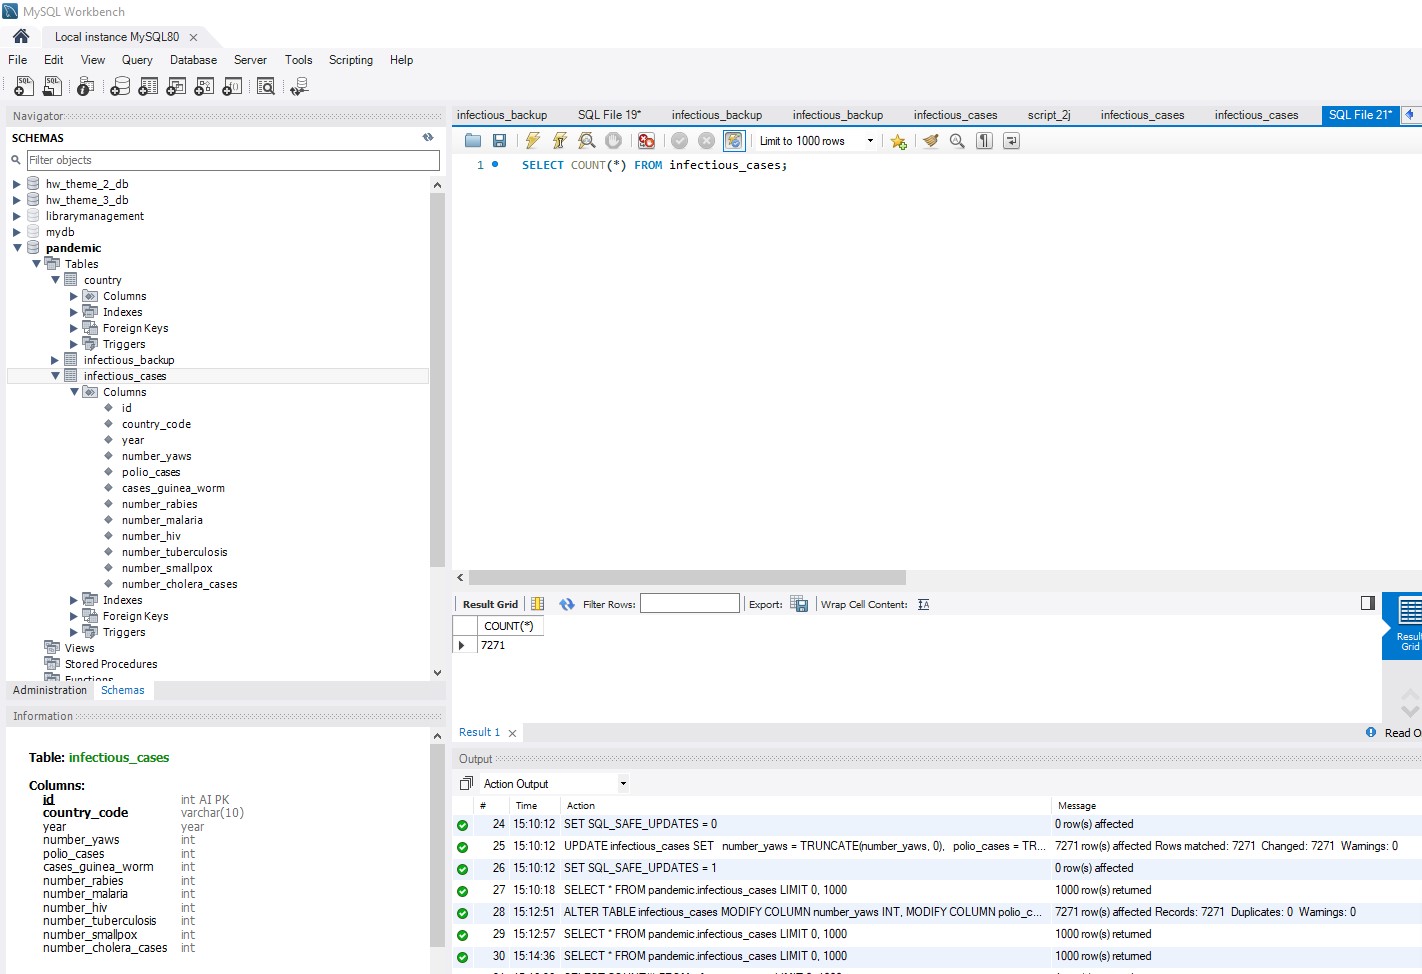 MySQL Workbench
Local instance MySQL80
File Edit View Query Database Server Tools Scripting Help
Navigator
SCHEMAS
Filter objects
hw_theme_2_db
hw_theme_3_db
librarymanagement
mydb
pandemic
Tables
country
Columns
Indexes
Foreign Keys
Triggers
infectious_backup
infectious_cases
Columns
id
country_code
year
number_yaws
polio_cases
cases_guinea_worm
number_rabies
number_malaria
number_hiv
number_tuberculosis
number_smallpox
number_cholera_cases
Indexes
Foreign Keys
Triggers
Views
Stored Procedures
Functions
Administration Schemas
Information
Table: infectious_cases
Columns:
id int AI PK
country_code varchar(10)
year year
number_yaws int
polio_cases int
cases_guinea_worm int
number_rabies int
number_malaria int
number_hiv int
number_tuberculosis int
number_smallpox int
number_cholera_cases int
infectious_backup SQL File 19* infectious_backup infectious_backup infectious_cases script_2j infectious_cases infectious_cases SQL File 21*
Limit to 1000 rows
1 SELECT COUNT(*) FROM infectious_cases;
Result Grid Filter Rows: Export: Wrap Cell Content:
COUNT(*)
7271
Result
Grid
Result 1 Read O
Output
Action Output
# Time Action Message
24 15:10:12 SET SQL_SAFE_UPDATES = 0 0 row(s) affected
25 15:10:12 UPDATE infectious_cases SET number_yaws = TRUNCATE(number_yaws, 0), polio_cases = TR... 7271 row(s) affected Rows matched: 7271 Changed: 7271 Warnings: 0
26 15:10:12 SET SQL_SAFE_UPDATES = 1 0 row(s) affected
27 15:10:18 SELECT * FROM pandemic.infectious_cases LIMIT 0, 1000 1000 row(s) returned
28 15:12:51 ALTER TABLE infectious_cases MODIFY COLUMN number_yaws INT, MODIFY COLUMN polio_c... 7271 row(s) affected Records: 7271 Duplicates: 0 Warnings: 0
29 15:12:57 SELECT * FROM pandemic.infectious_cases LIMIT 0, 1000 1000 row(s) returned
30 15:14:36 SELECT * FROM pandemic.infectious_cases LIMIT 0, 1000 1000 row(s) returned